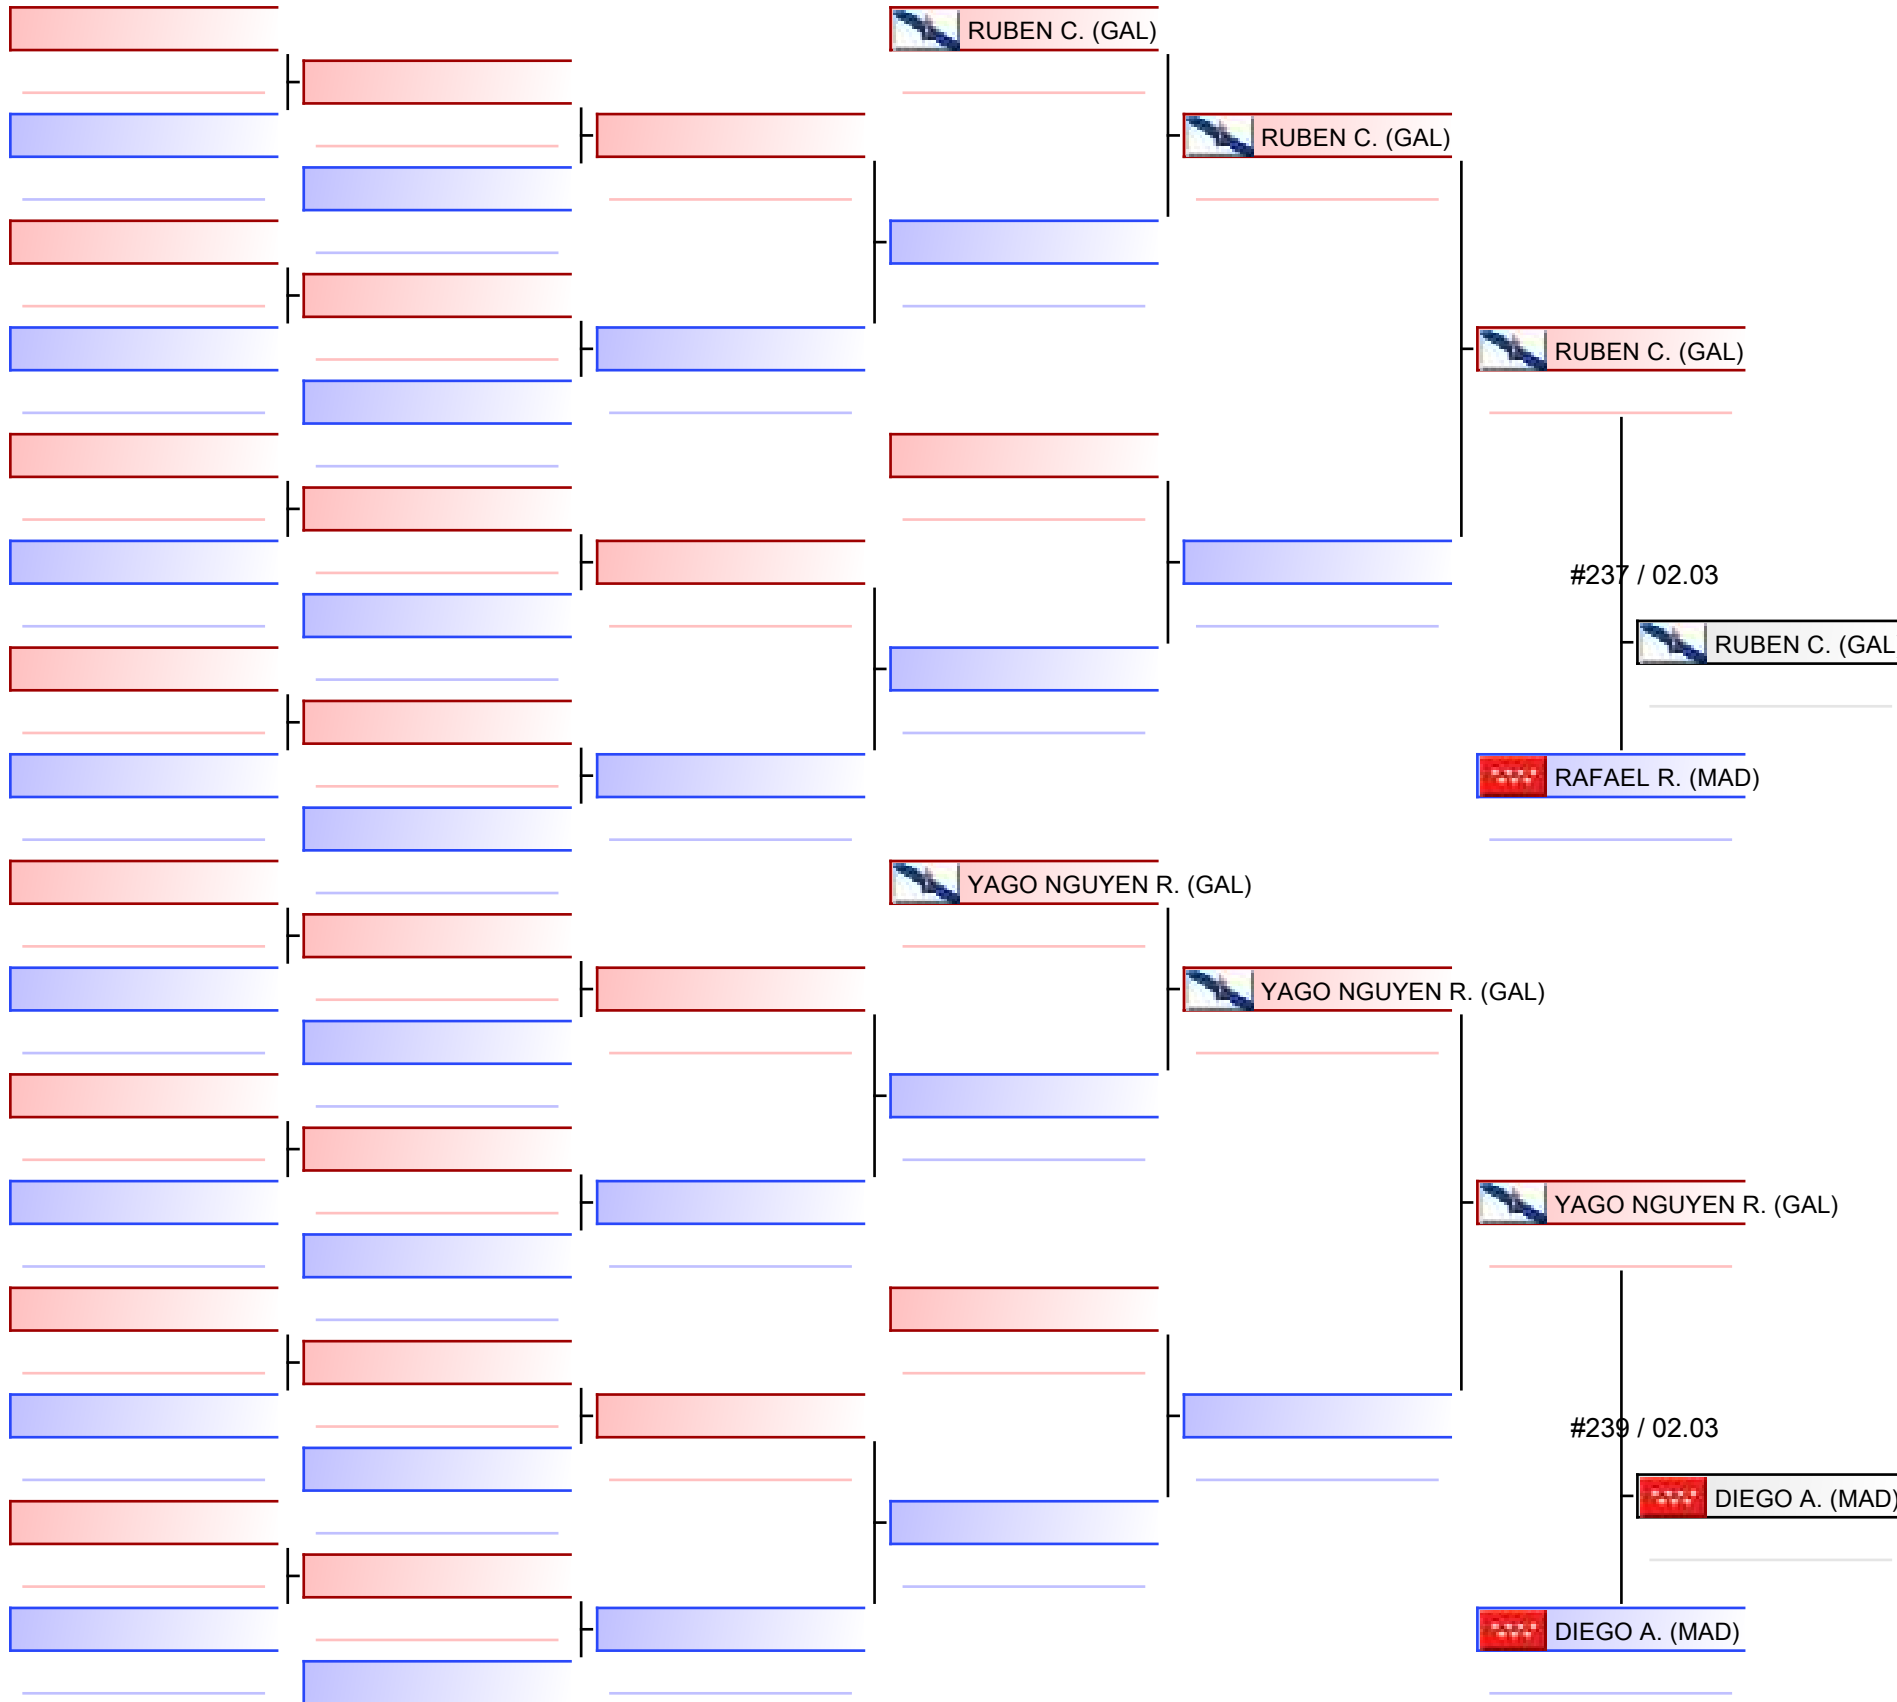 RUBEN C. (GAL)
RUBEN C. (GAL)
RUBEN C. (GAL)
#237 / 02.03
RUBEN C. (GAL
RAFAEL R. (MAD)
YAGO NGUYEN R. (GAL)
YAGO NGUYEN R. (GAL)
YAGO NGUYEN R. (GAL)
#239 / 02.03
DIEGO A. (MAD)
DIEGO A. (MAD)